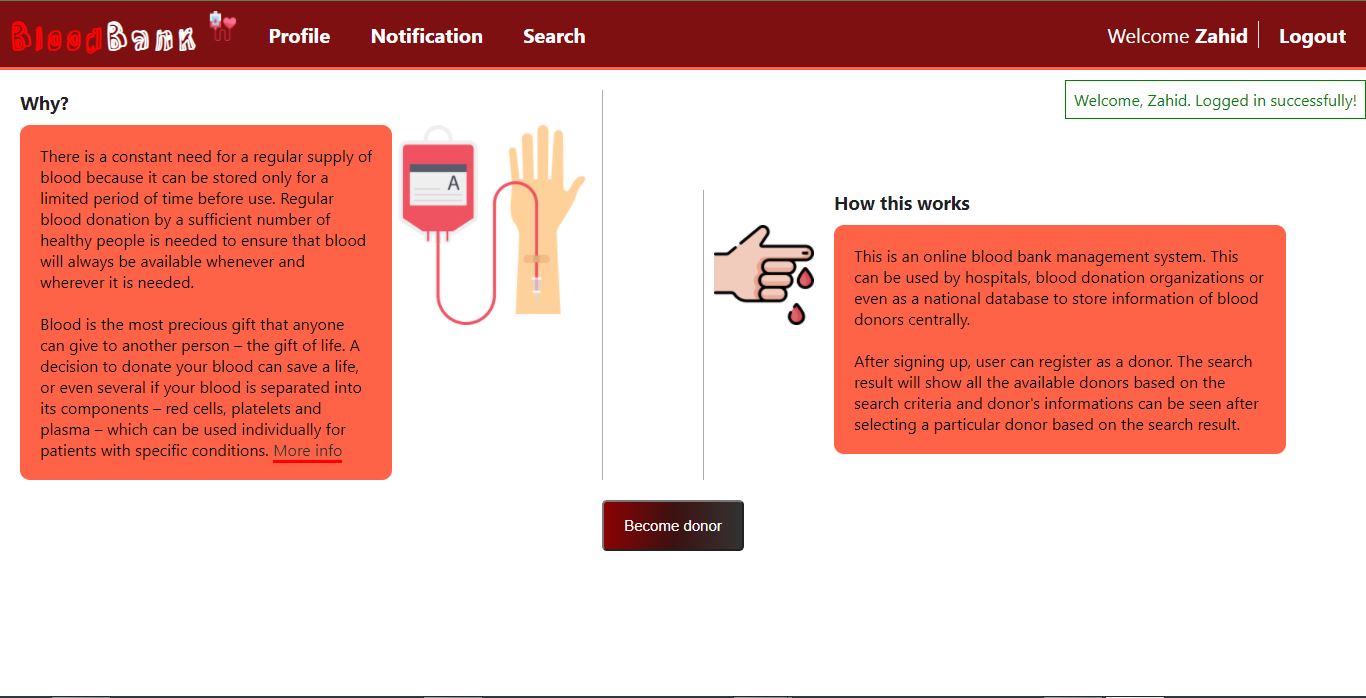 BloodBank
Profile
Notification
Search
Welcome Zahid
Logout
Welcome, Zahid. Logged in successfully!
Why?
There is a constant need for a regular supply of
blood because it can be stored only for a
limited period of time before use. Regular
blood donation by a sufficient number of
healthy people is needed to ensure that blood
will always be available whenever and
wherever it is needed.
Blood is the most precious gift that anyone
can give to another person – the gift of life. A
decision to donate your blood can save a life,
or even several if your blood is separated into
its components – red cells, platelets and
plasma – which can be used individually for
patients with specific conditions. More info
A
How this works
This is an online blood bank management system. This
can be used by hospitals, blood donation organizations or
even as a national database to store information of blood
donors centrally.
After signing up, user can register as a donor. The search
result will show all the available donors based on the
search criteria and donor's informations can be seen after
selecting a particular donor based on the search result.
Become donor